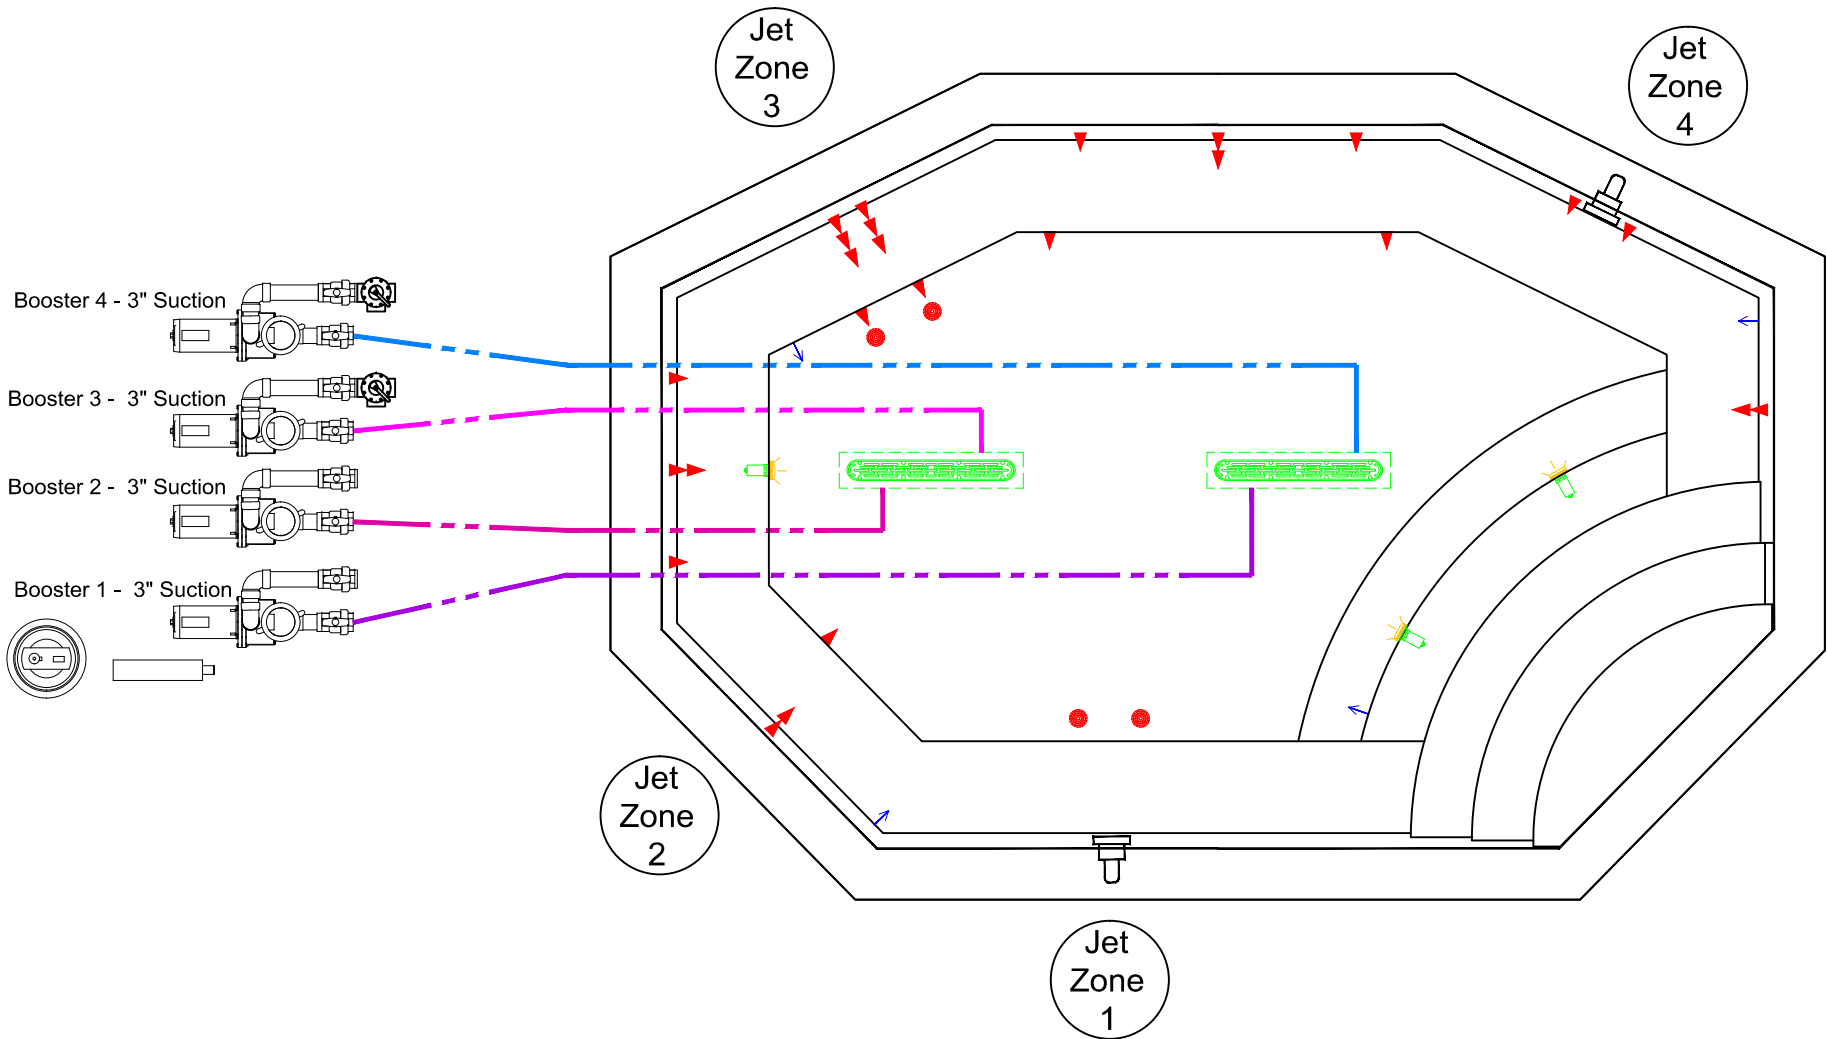 Jet
Zone
3
Jet
Zone
4
Booster 4 - 3" Suction
Booster 3 - 3" Suction
Booster 2 - 3" Suction
Booster 1 - 3" Suction
Jet
Zone
2
Jet
Zone
1